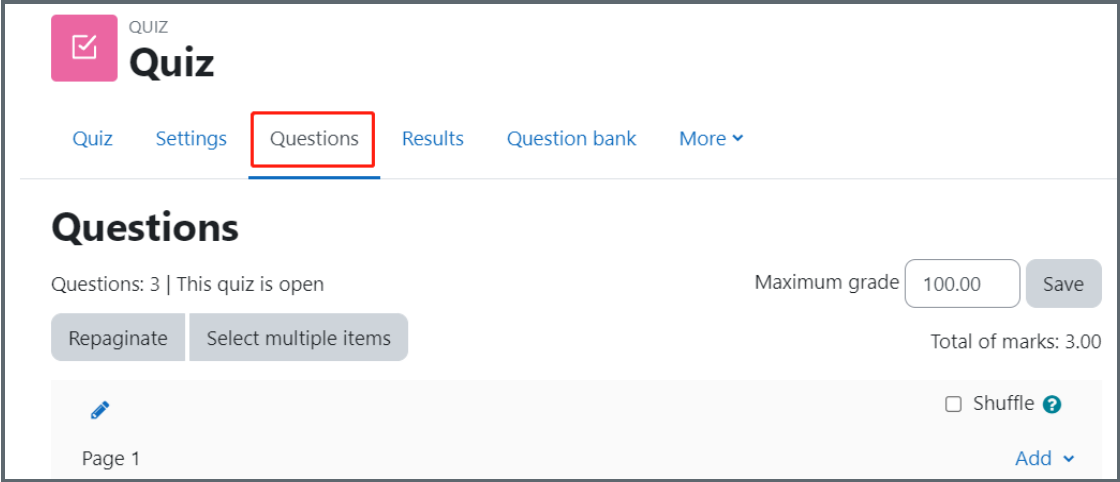 QUIZ
Quiz
Quiz Settings Questions Results Question bank More
Questions
Questions: 3 | This quiz is open
Maximum grade 100.00 Save
Repaginate Select multiple items
Total of marks: 3.00
Shuffle ?
Page 1
Add